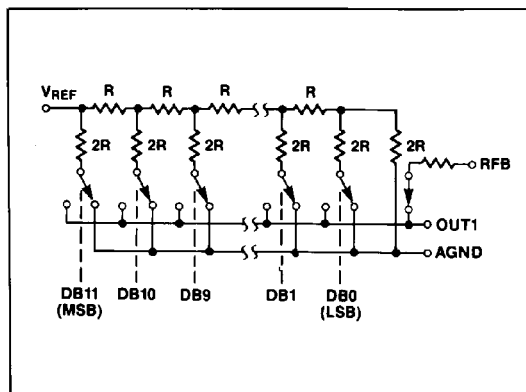 R R R R
VREF
2R 2R 2R 2R 2R 2R RFB
OUT1
AGND
DB11 DB10 DB9 DB1 DB0
(MSB) (LSB)